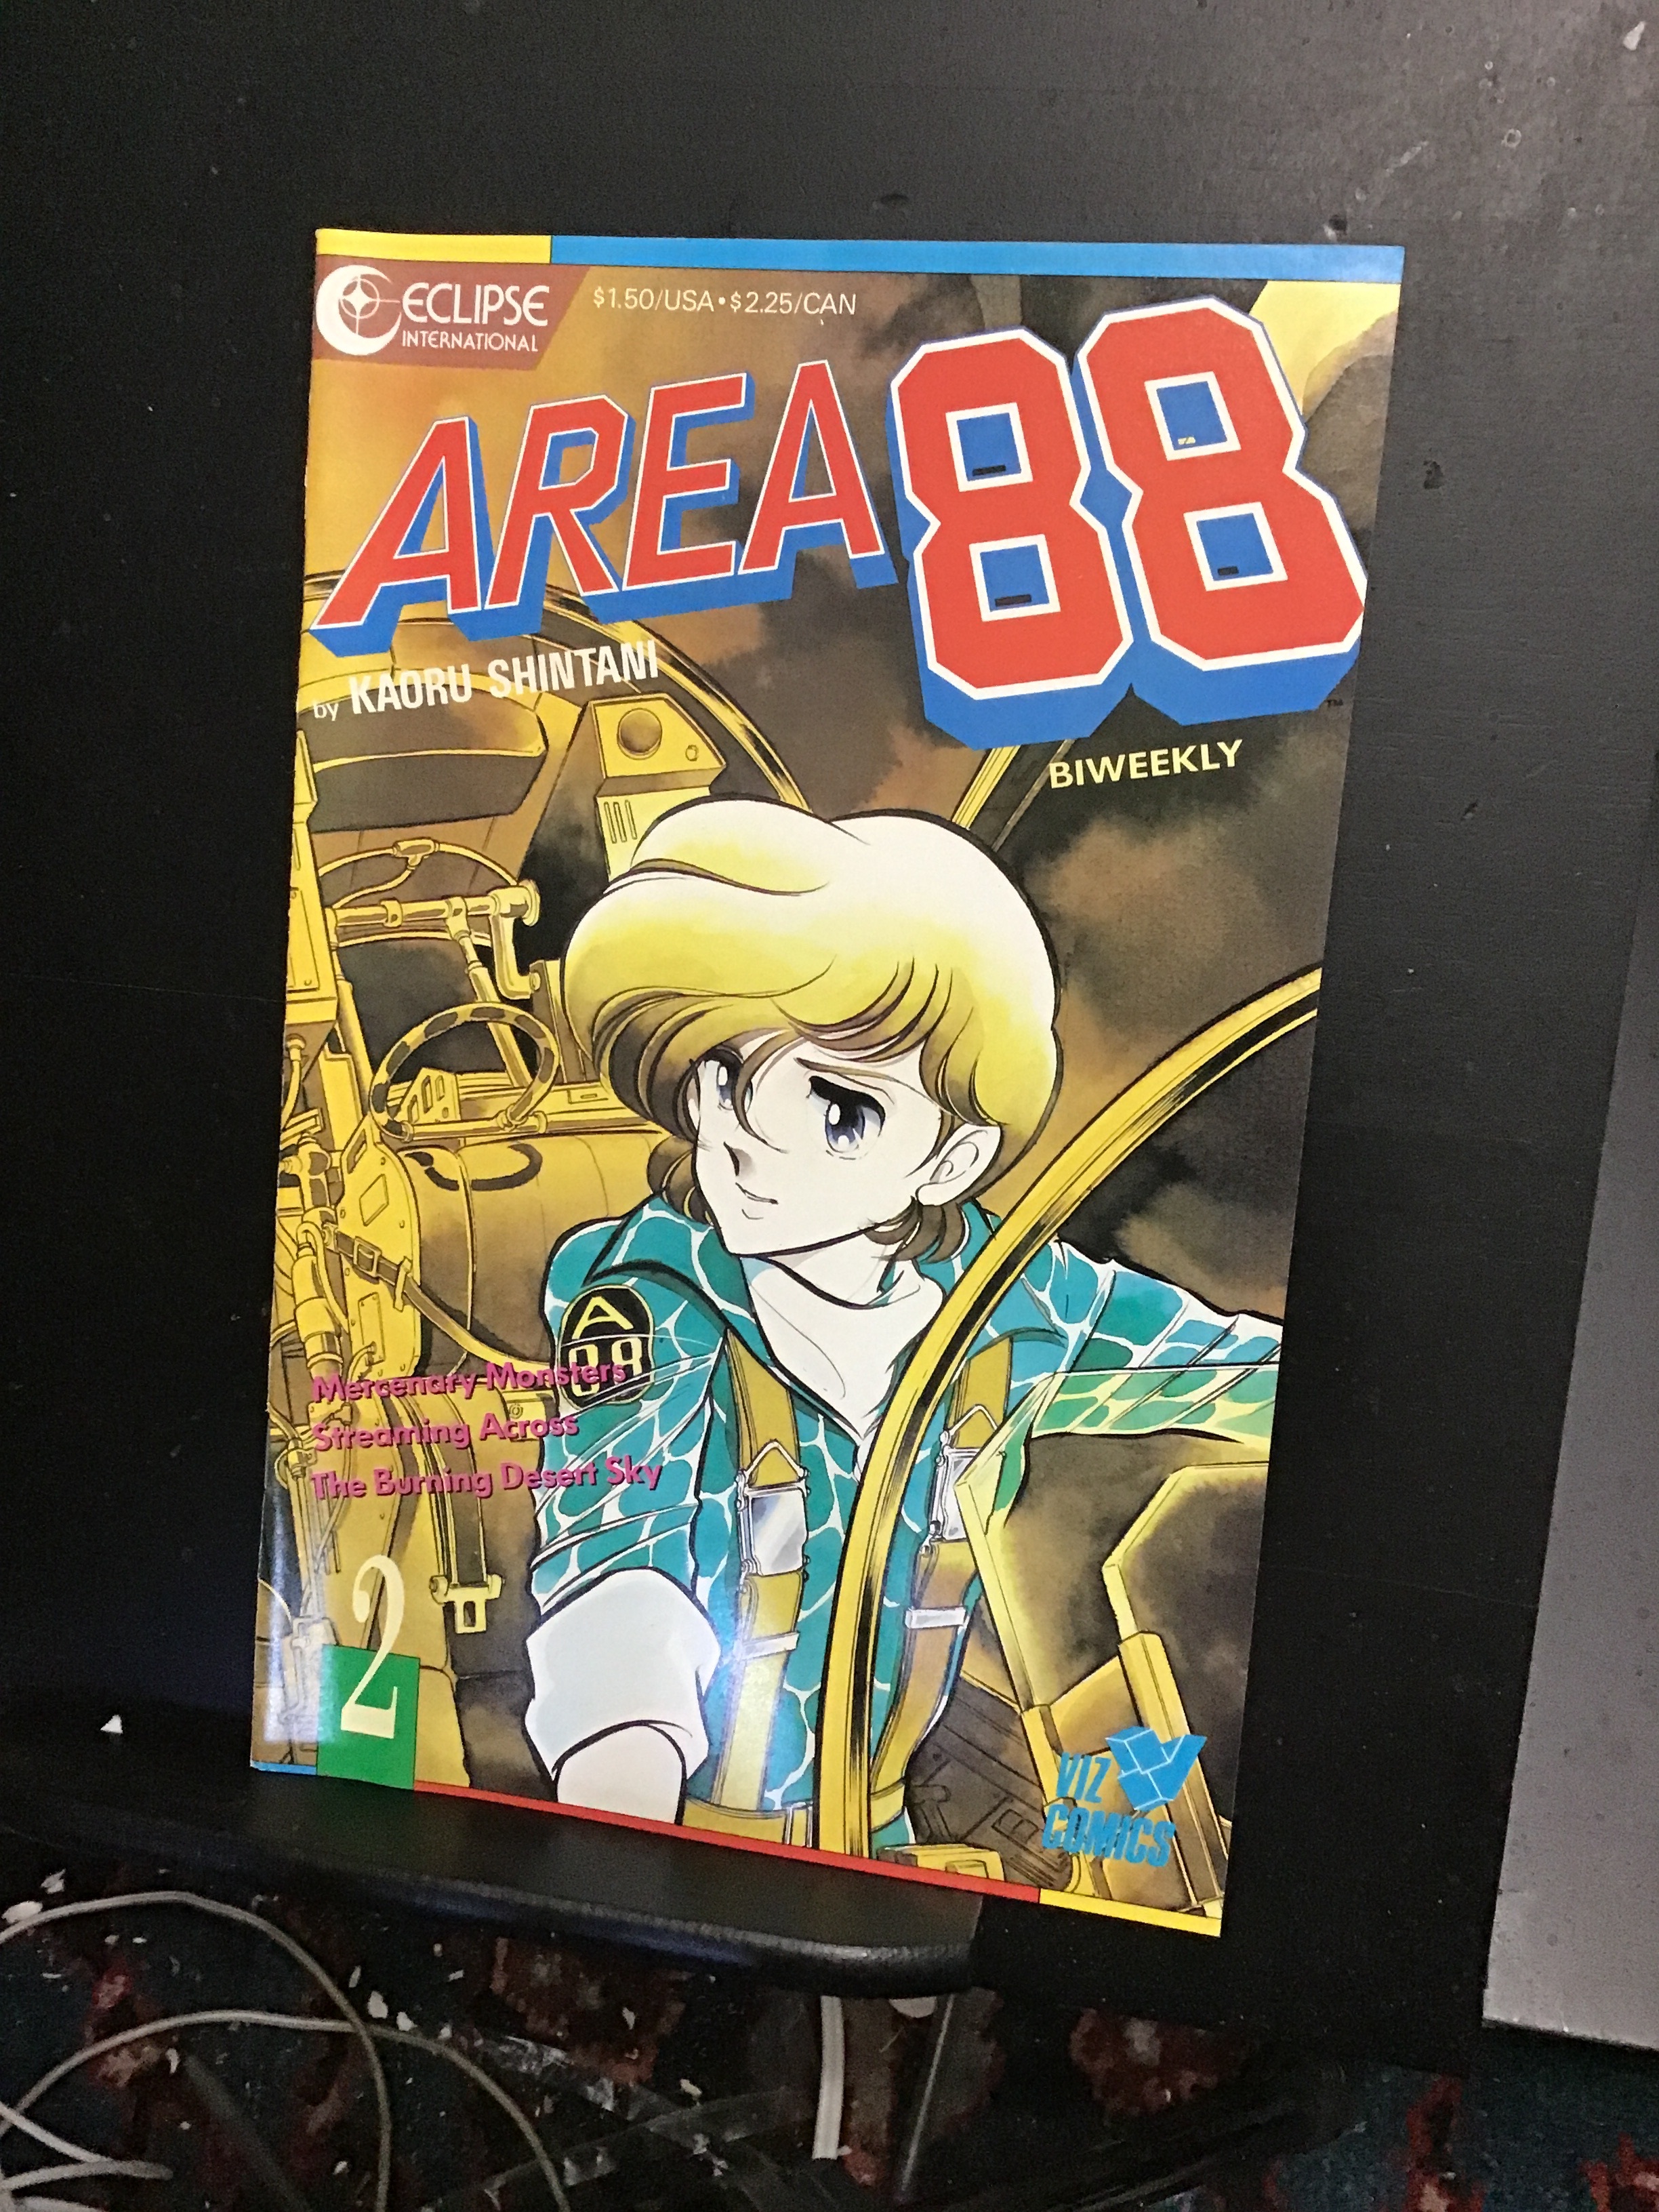 ECLIPSE
INTERNATIONAL
$1.50/USA • $2.25/CAN
AREA 88
TM
by KAORU SHINTANI
BIWEEKLY
A
88
Mercenary Monsters
Streaming Across
The Burning Desert Sky
2
VIZ
COMICS